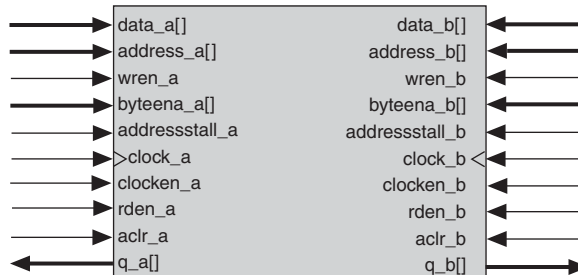 data_a[] data_b[]
address_a[] address_b[]
wren_a wren_b
byteena_a[] byteena_b[]
addressstall_a addressstall_b
clock_a clock_b
clocken_a clocken_b
rden_a rden_b
aclr_a aclr_b
q_a[] q_b[]